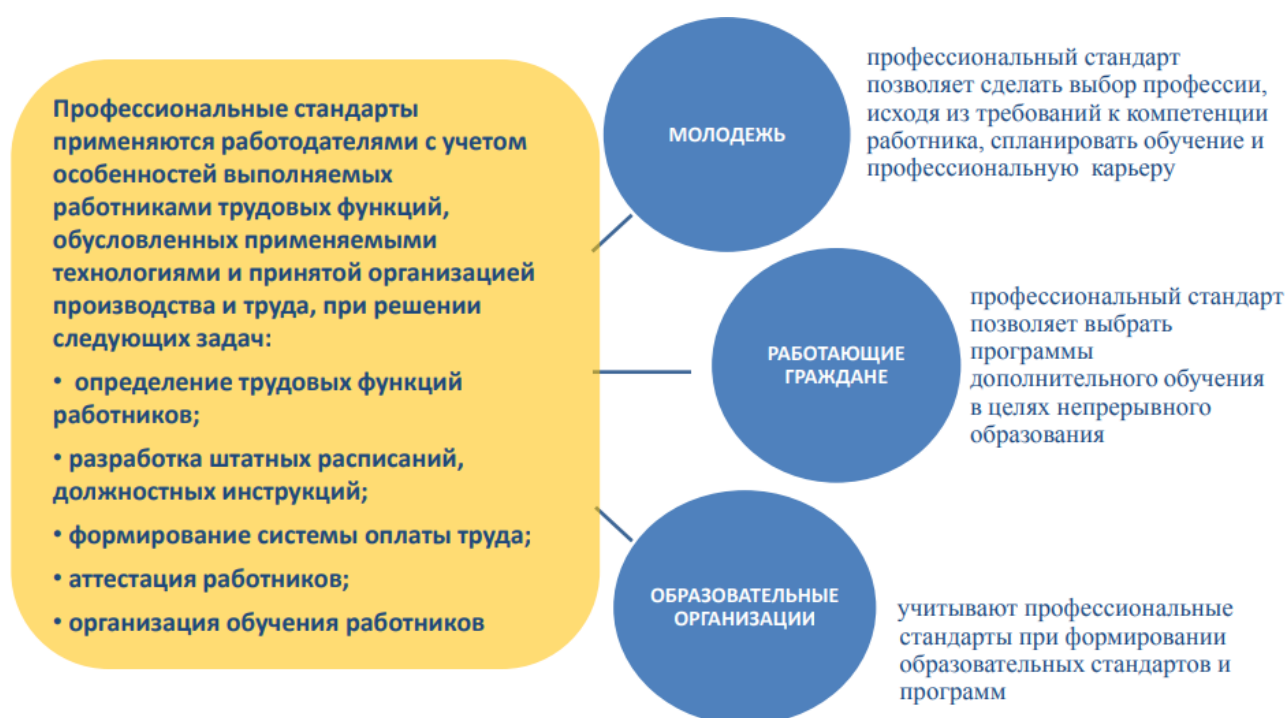 Профессиональные стандарты
применяются работодателями с учетом
особенностей выполняемых
работниками трудовых функций,
обусловленных применяемыми
технологиями и принятой организацией
производства и труда, при решении
следующих задач:
• определение трудовых функций
работников;
• разработка штатных расписаний,
должностных инструкций;
• формирование системы оплаты труда;
• аттестация работников;
• организация обучения работников
МОЛОДЕЖЬ
профессиональный стандарт
позволяет сделать выбор профессии,
исходя из требований к компетенции
работника, спланировать обучение и
профессиональную карьеру
РАБОТАЮЩИЕ
ГРАЖДАНЕ
профессиональный стандарт
позволяет выбрать
программы
дополнительного обучения
в целях непрерывного
образования
ОБРАЗОВАТЕЛЬНЫЕ
ОРГАНИЗАЦИИ
учитывают профессиональные
стандарты при формировании
образовательных стандартов и
программ